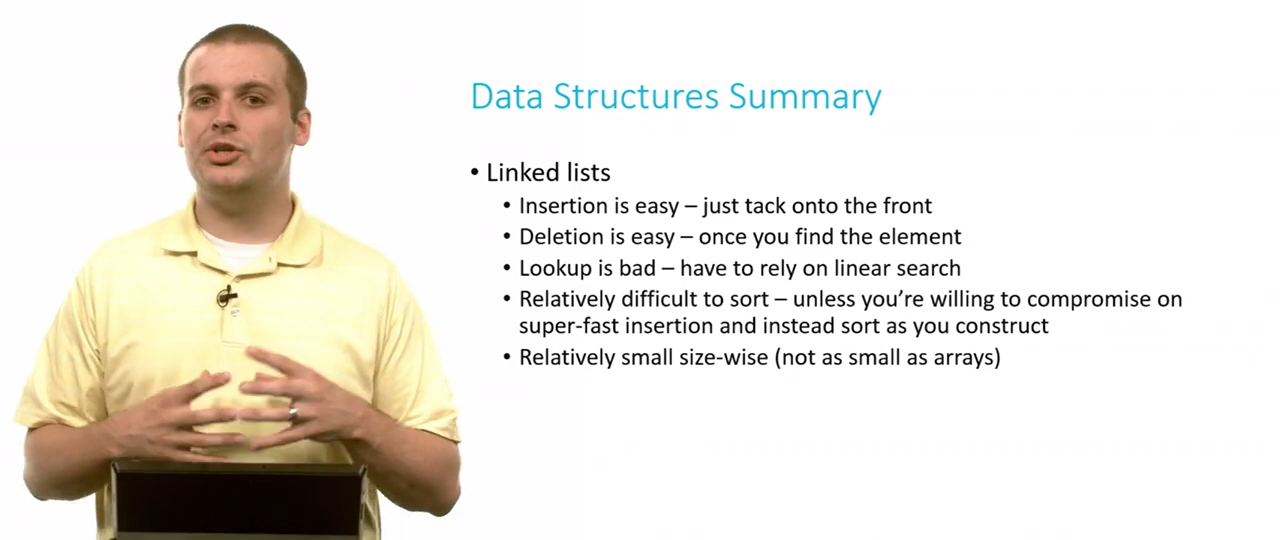 Data Structures Summary
• Linked lists
• Insertion is easy – just tack onto the front
• Deletion is easy – once you find the element
• Lookup is bad – have to rely on linear search
• Relatively difficult to sort – unless you’re willing to compromise on
super-fast insertion and instead sort as you construct
• Relatively small size-wise (not as small as arrays)